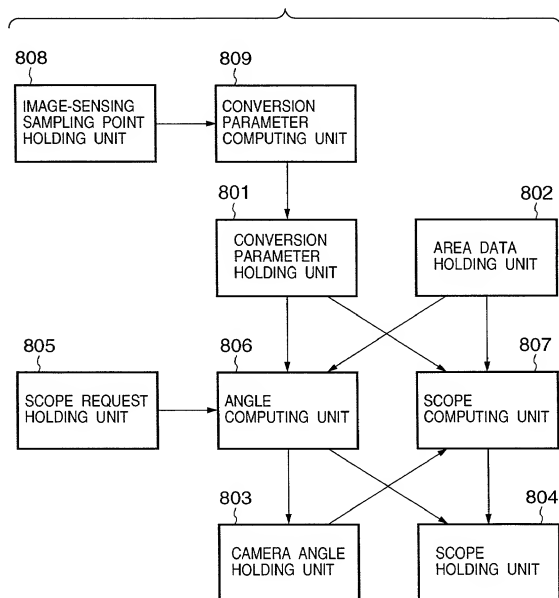 808
809
IMAGE-SENSING
SAMPLING POINT
HOLDING UNIT
CONVERSION
PARAMETER
COMPUTING UNIT
801
802
CONVERSION
PARAMETER
HOLDING UNIT
AREA DATA
HOLDING UNIT
805
806
807
SCOPE REQUEST
HOLDING UNIT
ANGLE
COMPUTING UNIT
SCOPE
COMPUTING UNIT
803
804
CAMERA ANGLE
HOLDING UNIT
SCOPE
HOLDING UNIT